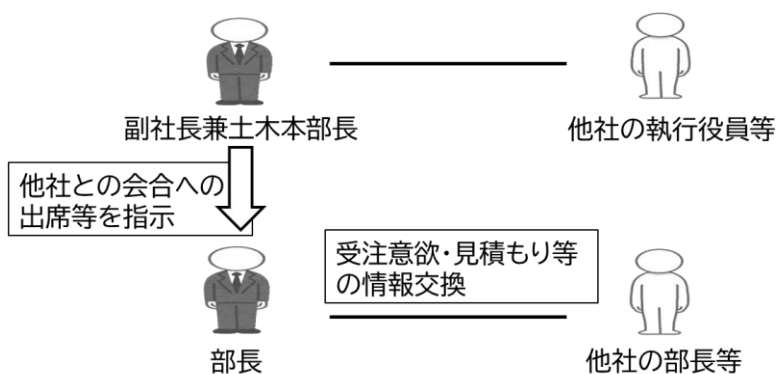 副社長兼土木本部長
他社の執行役員等
他社との会合への
出席等を指示
受注意欲・見積もり等
の情報交換
部長
他社の部長等